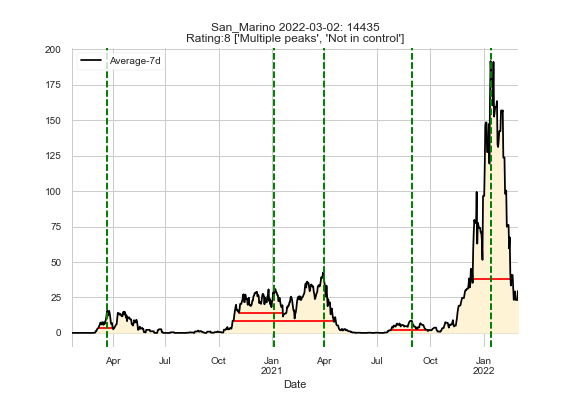 San_Marino 2022-03-02: 14435
Rating:8 ['Multiple peaks', 'Not in control']
Average-7d
200
175
150
125
100
75
50
25
0
Apr Jul Oct Jan Apr Jul Oct Jan
2021 2022
Date